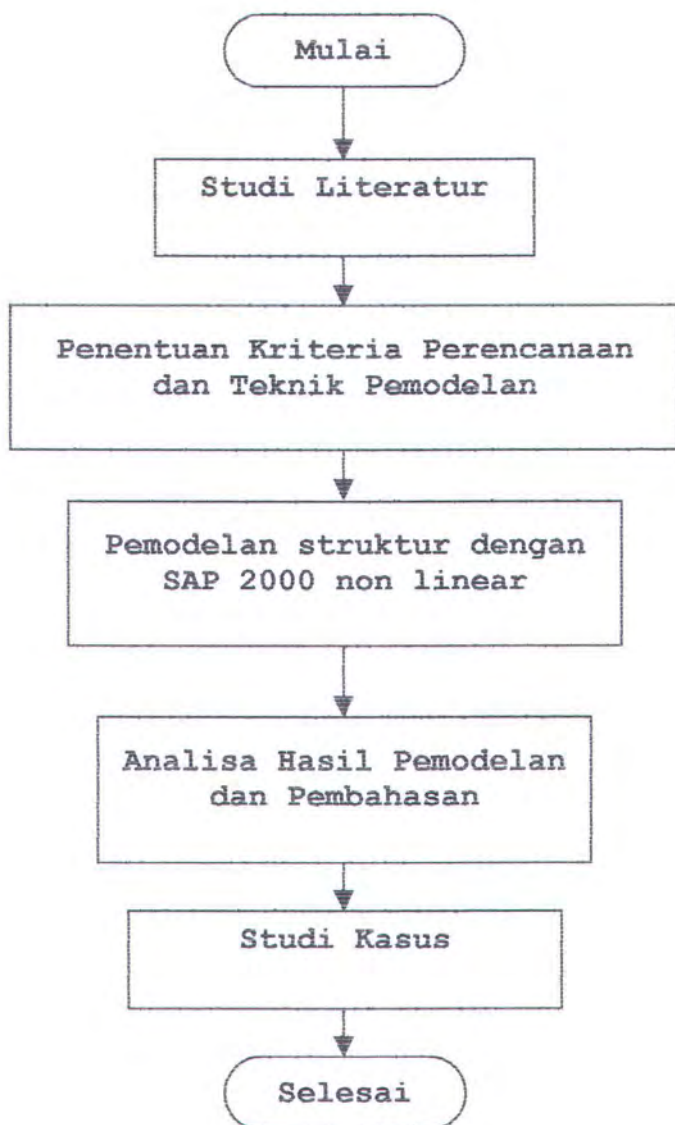 Mulai
Studi Literatur
Penentuan Kriteria Perencanaan
dan Teknik Pemodelan
Pemodelan struktur dengan
SAP 2000 non linear
Analisa Hasil Pemodelan
dan Pembahasan
Studi Kasus
Selesai